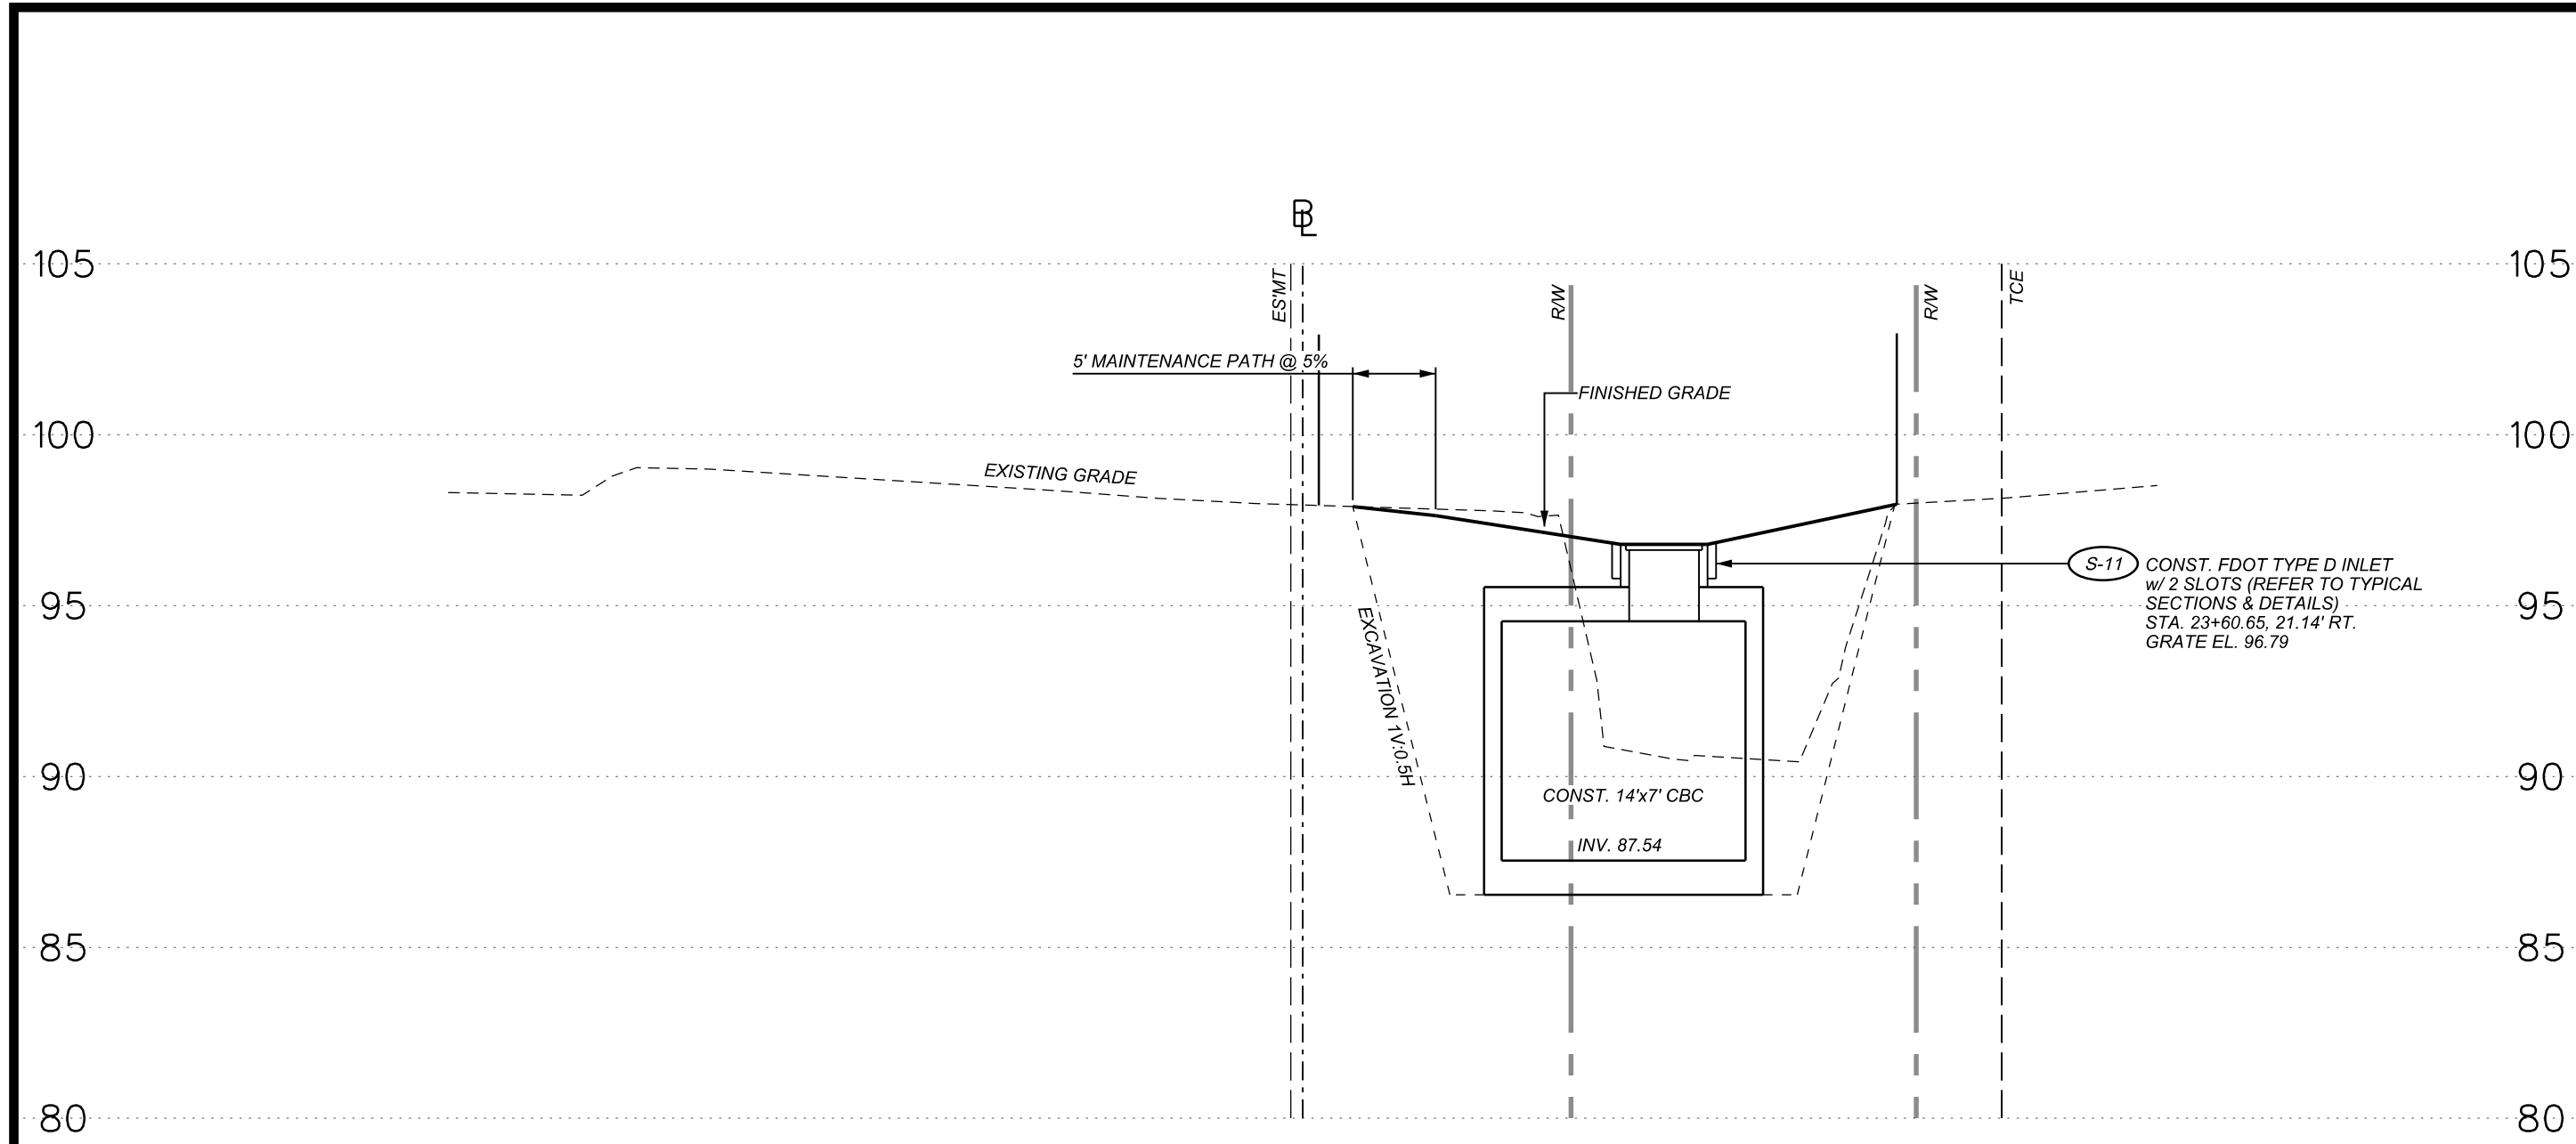 BL
105
105
ES'MT
R/W
R/W
TCE
5' MAINTENANCE PATH @ 5%
FINISHED GRADE
100
100
EXISTING GRADE
S-11
CONST. FDOT TYPE D INLET
w/ 2 SLOTS (REFER TO TYPICAL
SECTIONS & DETAILS)
STA. 23+60.65, 21.14' RT.
GRATE EL. 96.79
95
95
EXCAVATION 1V:0.5H
90
90
CONST. 14'x7' CBC
INV. 87.54
85
85
80
80